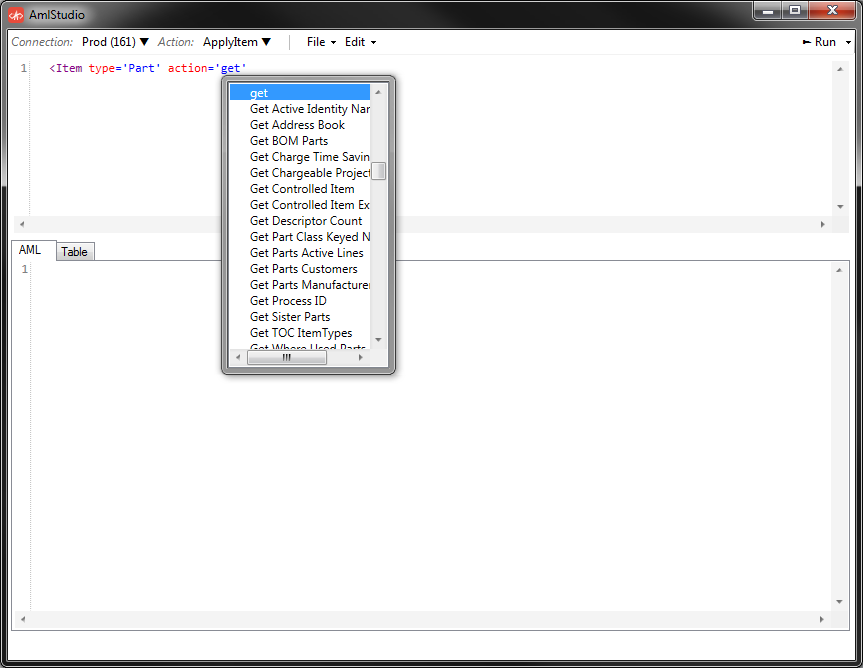 AmlStudio
Connection: Prod (161) Action: ApplyItem File Edit Run
1 <Item type='Part' action='get'
get
Get Active Identity Nar
Get Address Book
Get BOM Parts
Get Charge Time Savin
Get Chargeable Project
Get Controlled Item
Get Controlled Item Ex
Get Descriptor Count
Get Part Class Keyed N
Get Parts Active Lines
Get Parts Customers
Get Parts Manufacturer
Get Process ID
Get Sister Parts
Get TOC ItemTypes
Get Where Used Parts
AML Table
1